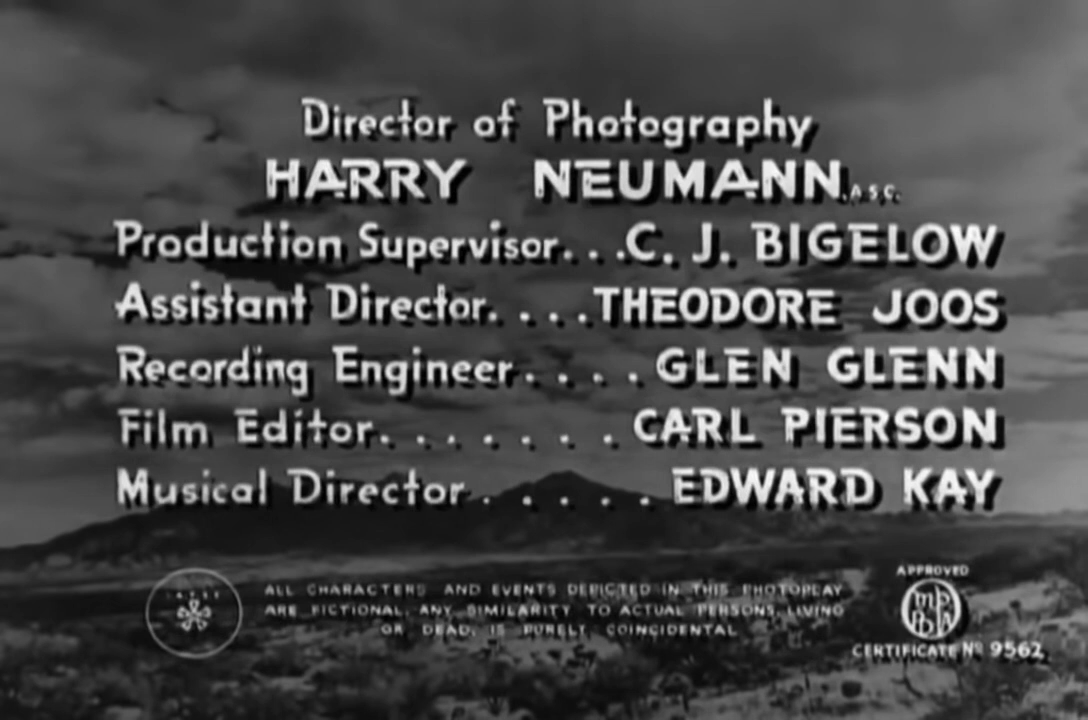 Director of Photography
HARRY NEUMANN, A.S.C.
Production Supervisor...C. J. BIGELOW
Assistant Director....THEODORE JOOS
Recording Engineer....GLEN GLENN
Film Editor.......CARL PIERSON
Musical Director.....EDWARD KAY
ALL CHARACTERS AND EVENTS DEPICTED IN THIS PHOTOPLAY
ARE FICTIONAL. ANY SIMILARITY TO ACTUAL PERSONS, LIVING
OR DEAD, IS PURELY COINCIDENTAL
APPROVED
MPPDA
CERTIFICATE Nº 9562